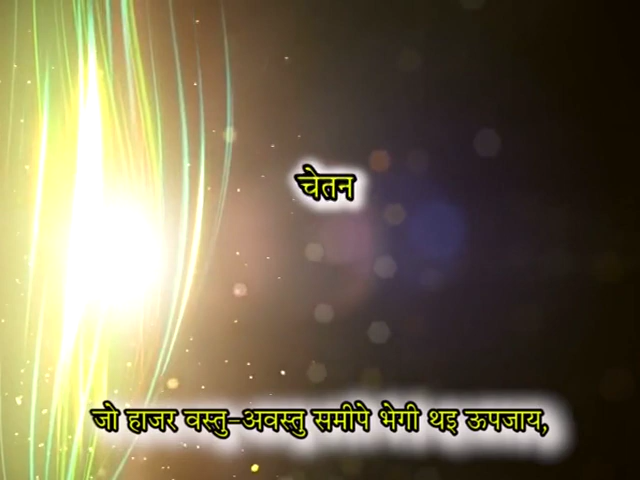 चेतन
जो हाजर वस्तु-अवस्तु समीपे भेगी थइ ऊपजाय,